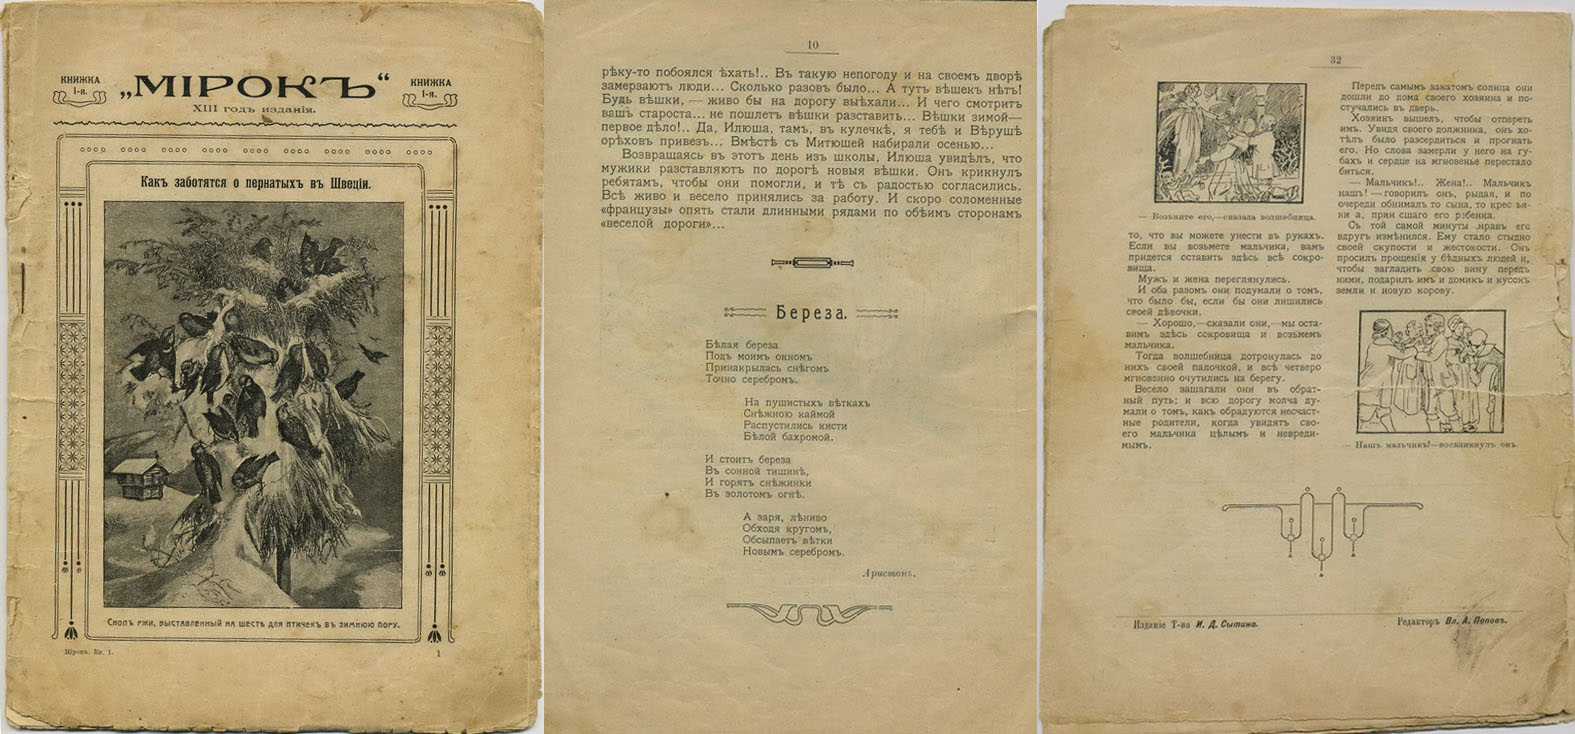 КНИЖКА
1-я.
„МІРОКЪ“
XIII годъ изданія.
КНИЖКА
1-я.
Какъ заботятся о пернатыхъ въ Швеціи.
Снопъ ржи, выставленный на шестѣ для птичекъ въ зимнюю пору.
Мірокъ. Кн. 1.
1
10
рѣку-то побоялся ѣхать!.. Въ такую непогоду и на своемъ дворѣ
замерзаютъ люди... Сколько разовъ было... А тутъ вѣшекъ нѣтъ!
Будь вѣшки, — живо бы на дорогу выѣхали... И чего смотритъ
вашъ староста... не пошлетъ вѣшки разставить... Вѣшки зимой—
первое дѣло!.. Да, Илюша, тамъ, въ кулечкѣ, я тебѣ и Вѣрушѣ
орѣховъ привезъ... Вмѣстѣ съ Митюшей набирали осенью...
Возвращаясь въ этотъ день изъ школы, Илюша увидѣлъ, что
мужики разставляютъ по дорогѣ новыя вѣшки. Онъ крикнулъ
ребятамъ, чтобы они помогли, и тѣ съ радостью согласились.
Всѣ живо и весело принялись за работу. И скоро соломенные
«французы» опять стали длинными рядами по обѣимъ сторонамъ
«веселой дороги»...
Береза.
Бѣлая береза
Подъ моимъ окномъ
Принакрылась снѣгомъ
Точно серебромъ.
На пушистыхъ вѣткахъ
Снѣжною каймой
Распустились кисти
Бѣлой бахромой.
И стоитъ береза
Въ сонной тишинѣ,
И горятъ снѣжинки
Въ золотомъ огнѣ.
А заря, лѣниво
Обходя кругомъ,
Обсыпаетъ вѣтки
Новымъ серебромъ.
Аристонъ.
32
— Возьмите его,—сказала волшебница.
то, что вы можете унести въ рукахъ.
Если вы возьмете мальчика, вамъ
придется оставить здѣсь всѣ сокро-
вища.
Мужъ и жена переглянулись.
И оба разомъ они подумали о томъ,
что было бы, если бы они лишились
своей дѣвочки.
— Хорошо,—сказали они,—мы оста-
вимъ здѣсь сокровища и возьмемъ
мальчика.
Тогда волшебница дотронулась до
нихъ своей палочкой, и всѣ четверо
мгновенно очутились на берегу.
Весело зашагали они въ обрат-
ный путь; и всю дорогу молча ду-
мали о томъ, какъ обрадуются несчаст-
ные родители, когда увидятъ сво-
его мальчика цѣлымъ и невреди-
мымъ.
Передъ самымъ закатомъ солнца они
дошли до дома своего хозяина и по-
стучались въ дверь.
Хозяинъ вышелъ, чтобы отпереть
имъ. Увидя своего должника, онъ хо-
тѣлъ было разсердиться и прогнать
его. Но слова замерли у него на гу-
бахъ и сердце на мгновенье перестало
биться.
— Мальчикъ!.. Жена!.. Мальчикъ
нашъ!—говорилъ онъ, рыдая, и по
очереди обнималъ то сына, то крестья-
нина, принесшаго его ребенка.
Съ той самой минуты нравъ его
вдругъ измѣнился. Ему стало стыдно
своей скупости и жестокости. Онъ
просилъ прощенія у бѣдныхъ людей и,
чтобы загладить свою вину передъ
ними, подарилъ имъ и домикъ и кусокъ
земли и новую корову.
— Нашъ мальчикъ!—воскликнулъ онъ.
Изданіе Т-ва И. Д. Сытина.
Редакторъ Вл. А. Поповъ.